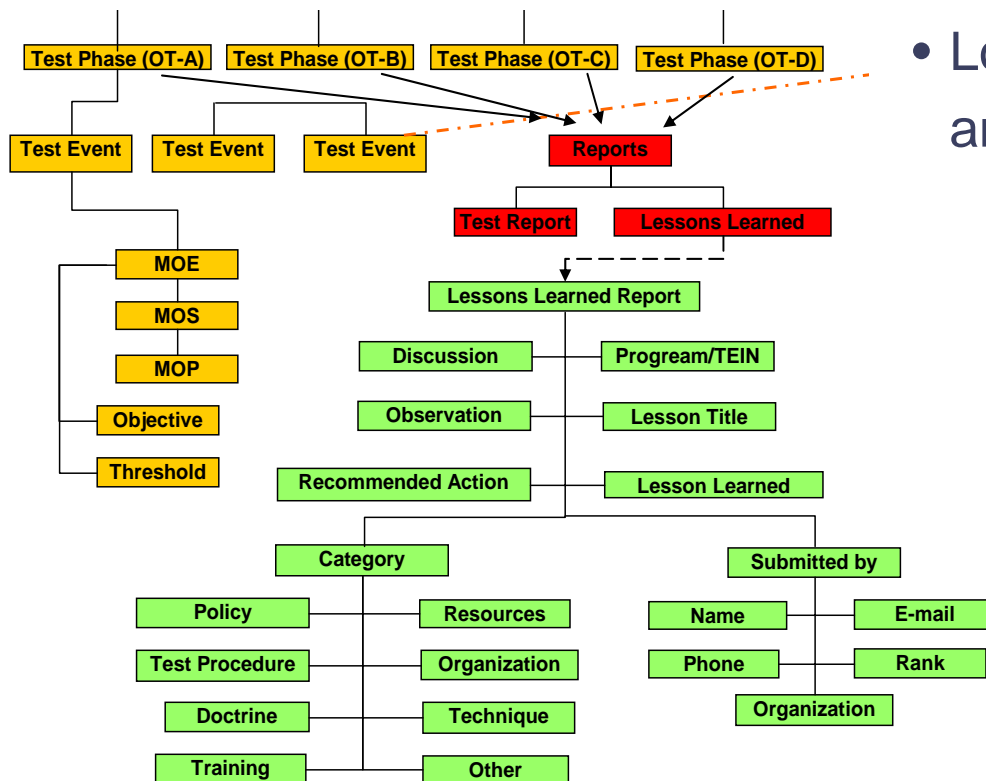 Test Phase (OT-A)
Test Phase (OT-B)
Test Phase (OT-C)
Test Phase (OT-D)
Test Event
Test Event
Test Event
Reports
Test Report
Lessons Learned
MOE
MOS
MOP
Objective
Threshold
Lessons Learned Report
Discussion
Progream/TEIN
Observation
Lesson Title
Recommended Action
Lesson Learned
Category
Submitted by
Policy
Resources
Name
E-mail
Test Procedure
Organization
Phone
Rank
Doctrine
Technique
Organization
Training
Other